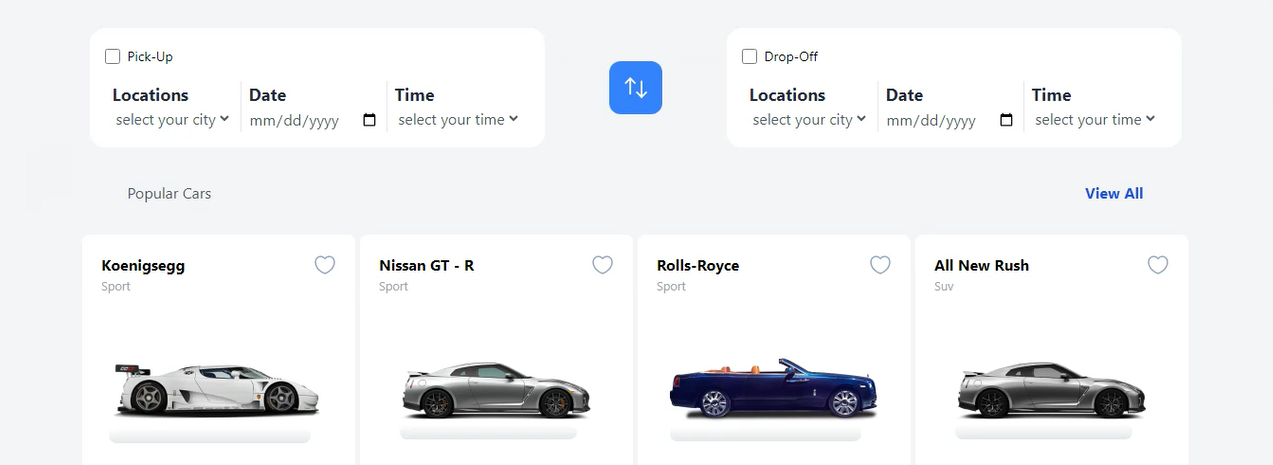 Pick-Up
Locations Date Time
select your city mm/dd/yyyy select your time
Drop-Off
Locations Date Time
select your city mm/dd/yyyy select your time
Popular Cars
View All
Koenigsegg
Sport
Nissan GT - R
Sport
Rolls-Royce
Sport
All New Rush
Suv